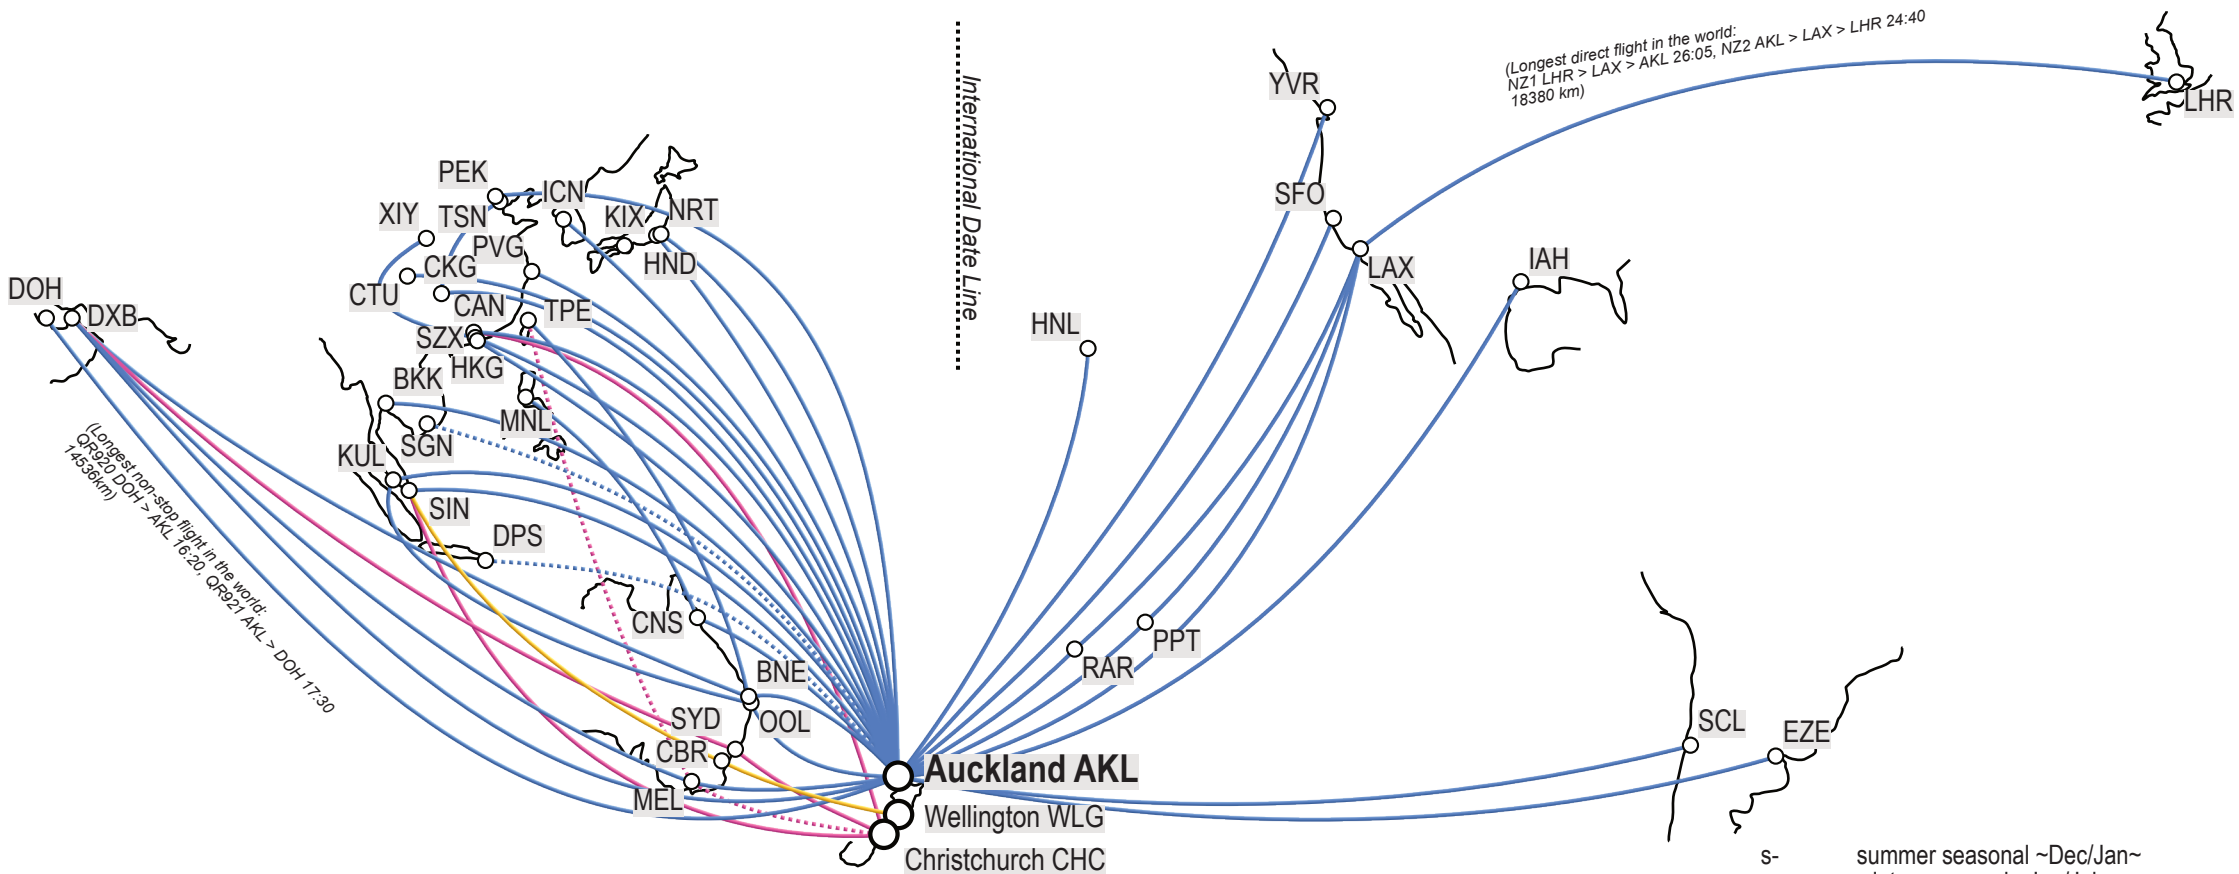 (Longest direct flight in the world:
NZ1 LHR > LAX > AKL 26:05, NZ2 AKL > LAX > LHR 24:40
18380 km)
LHR
YVR
International Date Line
PEK
ICN
XIY
TSN
KIX
NRT
SFO
PVG
HND
CKG
LAX
IAH
DOH
CTU
CAN
TPE
DXB
SZX
HNL
HKG
BKK
MNL
SGN
KUL
(Longest non-stop flight in the world:
QR920 DOH > AKL 16:20, QR921 AKL > DOH 17:30
14536km)
SIN
DPS
CNS
PPT
RAR
BNE
SYD
OOL
SCL
EZE
CBR
Auckland AKL
MEL
Wellington WLG
Christchurch CHC
s- summer seasonal ~Dec/Jan~